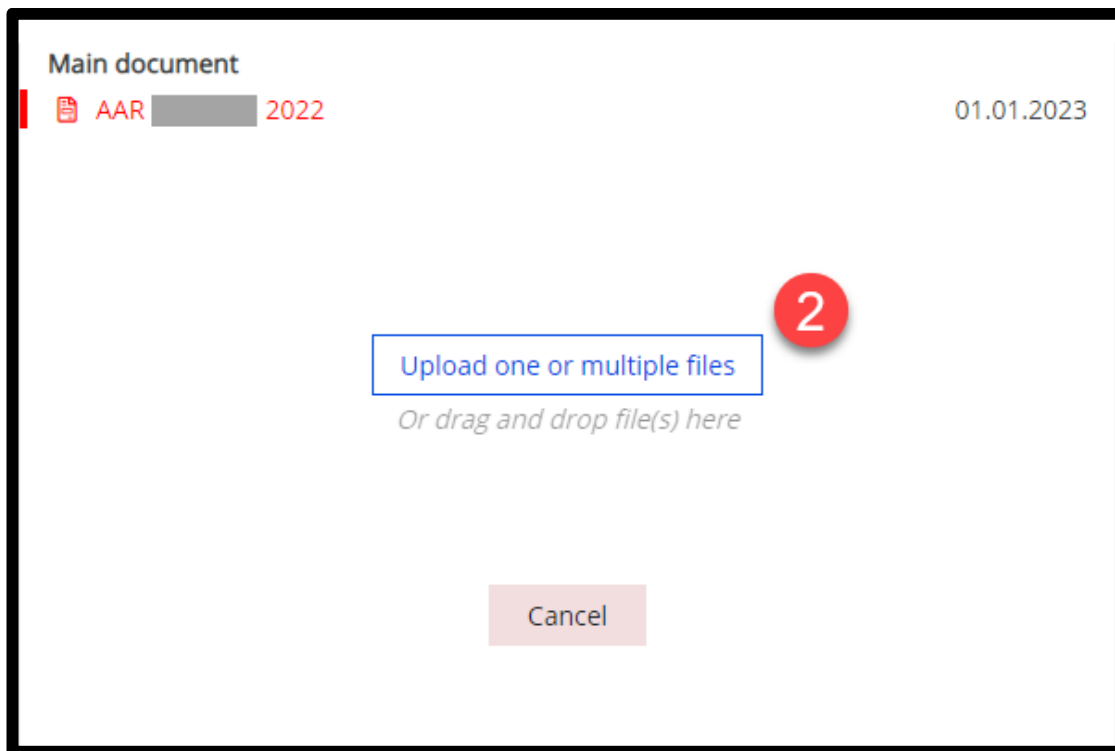 Main document
AAR 2022 01.01.2023
2
Upload one or multiple files
Or drag and drop file(s) here
Cancel